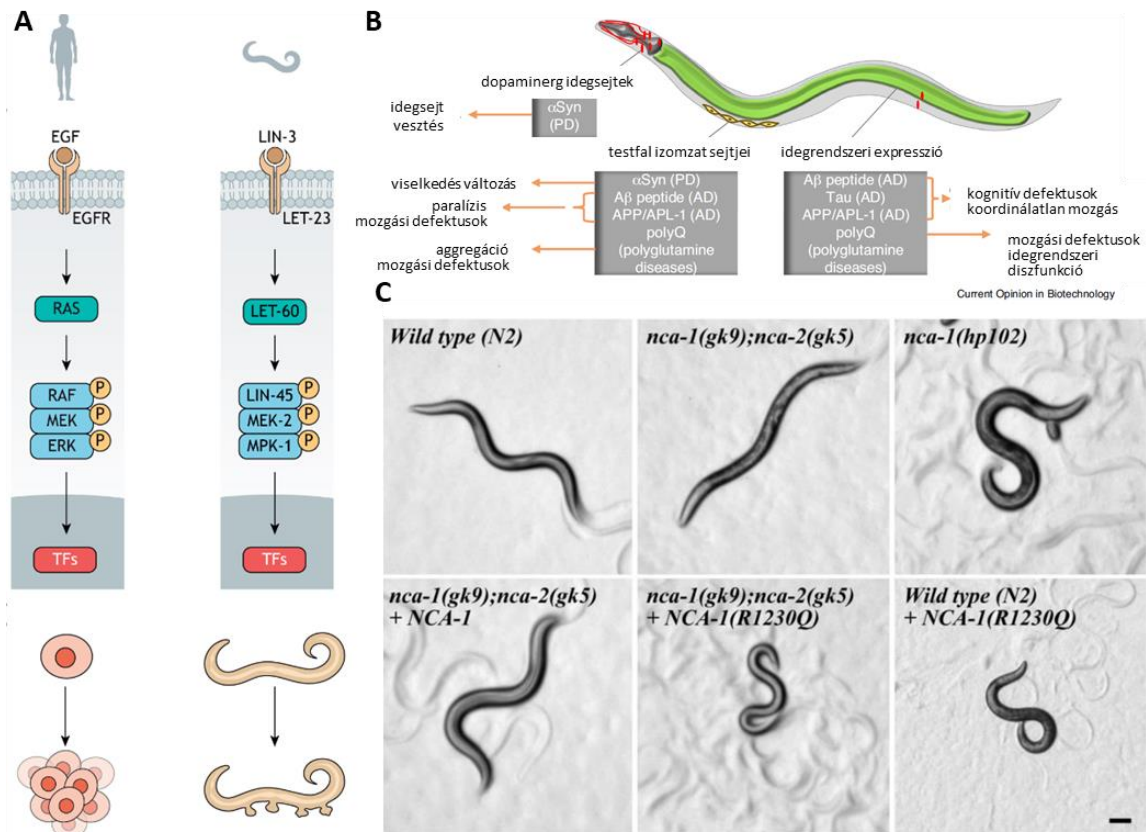 A
EGF
EGFR
RAS
RAF P
MEK P
ERK P
TFs
LIN-3
LET-23
LET-60
LIN-45 P
MEK-2 P
MPK-1 P
TFs
B
dopaminerg idegsejtek
idegsejt
vesztés
αSyn
(PD)
testfal izomzat sejtjei
idegrendszeri expresszió
viselkedés változás
paralízis
mozgási defektusok
aggregáció
mozgási defektusok
αSyn (PD)
Aβ peptide (AD)
APP/APL-1 (AD)
polyQ
(polyglutamine
diseases)
Aβ peptide (AD)
Tau (AD)
APP/APL-1 (AD)
polyQ
(polyglutamine
diseases)
kognitív defektusok
koordinálatlan mozgás
mozgási defektusok
idegrendszeri
diszfunkció
Current Opinion in Biotechnology
C
Wild type (N2)
nca-1(gk9);nca-2(gk5)
nca-1(hp102)
nca-1(gk9);nca-2(gk5)
+ NCA-1
nca-1(gk9);nca-2(gk5)
+ NCA-1(R1230Q)
Wild type (N2)
+ NCA-1(R1230Q)